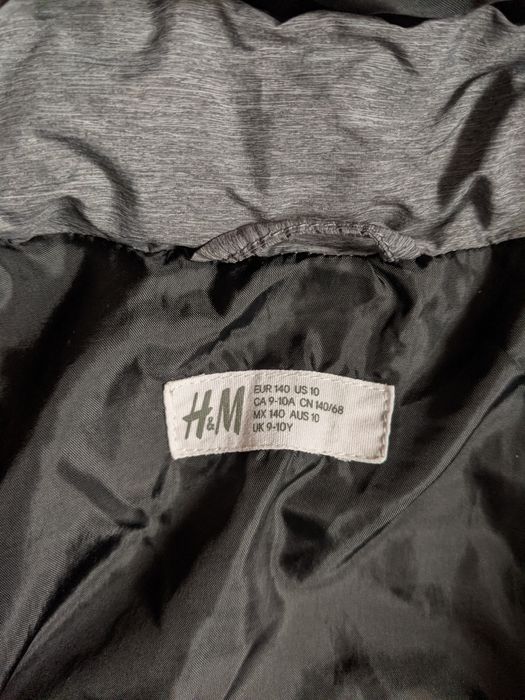 H&M
EUR 140 US 10
CA 9-10A CN 140/68
MX 140 AUS 10
UK 9-10Y